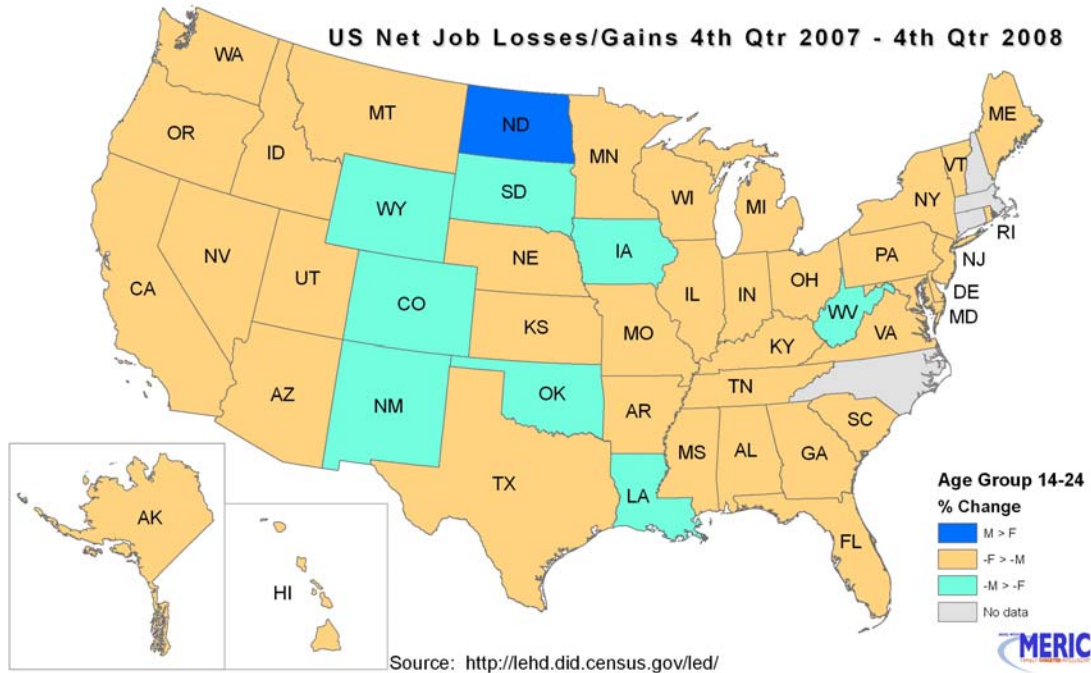 US Net Job Losses/Gains 4th Qtr 2007 - 4th Qtr 2008
WA
MT
ND
ME
OR
ID
MN
VT
SD
WI
NY
WY
MI
RI
IA
PA
NV
NE
NJ
UT
OH
CA
CO
IL
IN
DE
WV
MD
KS
MO
VA
KY
TN
AZ
NM
OK
AR
SC
MS
AL
GA
TX
LA
AK
FL
HI
Age Group 14-24
% Change
M > F
-F > -M
-M > -F
No data
MERIC
Source: http://lehd.did.census.gov/led/